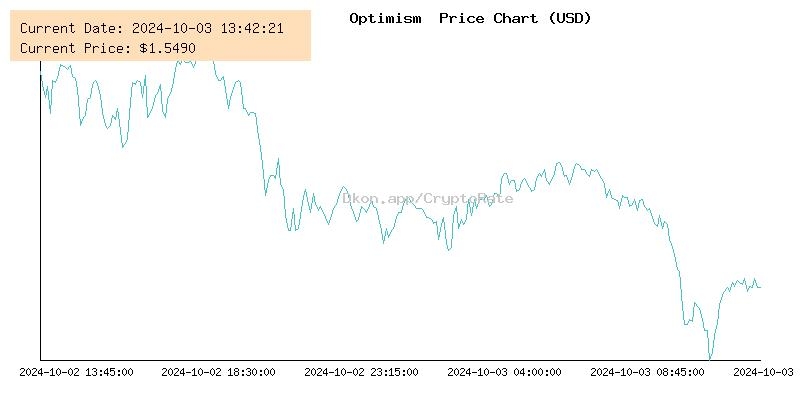 Optimism  Price Chart (USD)
Current Date: 2024-10-03 13:42:21
Current Price: $1.5490
Dkon.app/CryptoRate
2024-10-02 13:45:00 2024-10-02 18:30:00 2024-10-02 23:15:00 2024-10-03 04:00:00 2024-10-03 08:45:00 2024-10-03